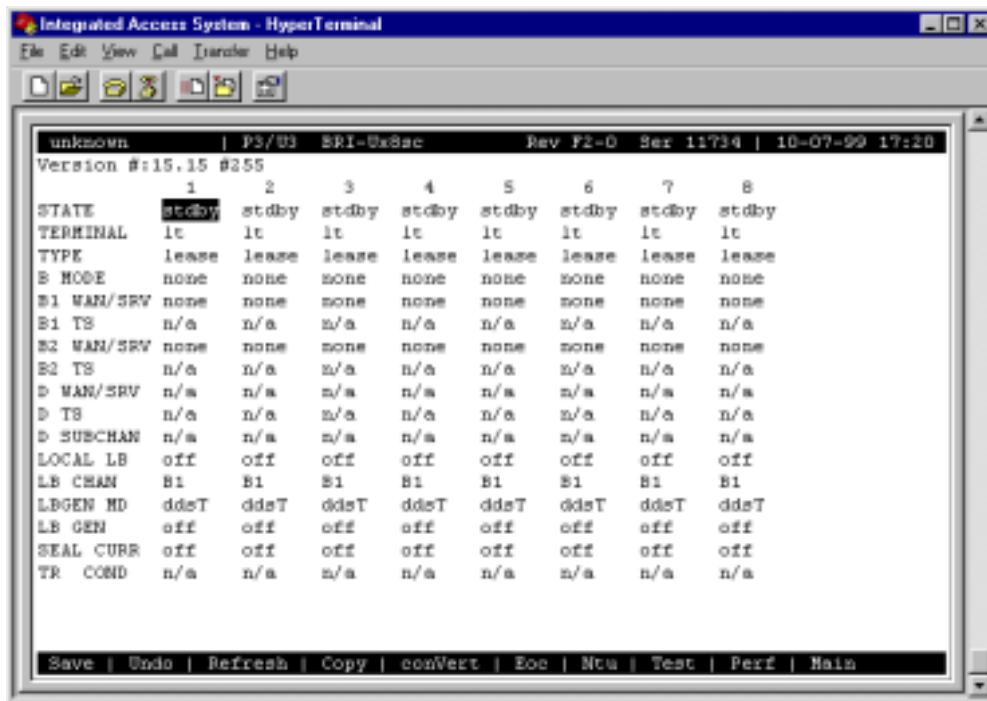 Integrated Access System - HyperTerminal
File Edit View Call Transfer Help
unknown | P3/U3 BRI-Ux8sc Rev F2-0 Ser 11734 | 10-07-99 17:20
Version #:15.15 #255
1 2 3 4 5 6 7 8
STATE stdby stdby stdby stdby stdby stdby stdby stdby
TERMINAL lt lt lt lt lt lt lt lt
TYPE lease lease lease lease lease lease lease lease
B MODE none none none none none none none none
B1 WAN/SRV none none none none none none none none
B1 TS n/a n/a n/a n/a n/a n/a n/a n/a
B2 WAN/SRV none none none none none none none none
B2 TS n/a n/a n/a n/a n/a n/a n/a n/a
D WAN/SRV n/a n/a n/a n/a n/a n/a n/a n/a
D TS n/a n/a n/a n/a n/a n/a n/a n/a
D SUBCHAN n/a n/a n/a n/a n/a n/a n/a n/a
LOCAL LB off off off off off off off off
LB CHAN B1 B1 B1 B1 B1 B1 B1 B1
LBGEN MD ddsT ddsT ddsT ddsT ddsT ddsT ddsT ddsT
LB GEN off off off off off off off off
SEAL CURR off off off off off off off off
TR COND n/a n/a n/a n/a n/a n/a n/a n/a
Save | Undo | Refresh | Copy | conVert | Eoc | Ntu | Test | Perf | Main